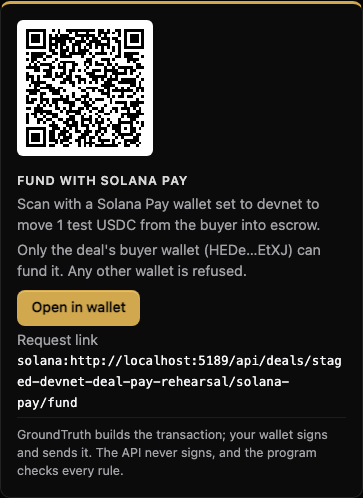 FUND WITH SOLANA PAY
Scan with a Solana Pay wallet set to devnet to
move 1 test USDC from the buyer into escrow.
Only the deal's buyer wallet (HEDe…EtXJ) can
fund it. Any other wallet is refused.
Open in wallet
Request link
solana:http://localhost:5189/api/deals/stag
ed-devnet-deal-pay-rehearsal/solana-
pay/fund
GroundTruth builds the transaction; your wallet signs
and sends it. The API never signs, and the program
checks every rule.